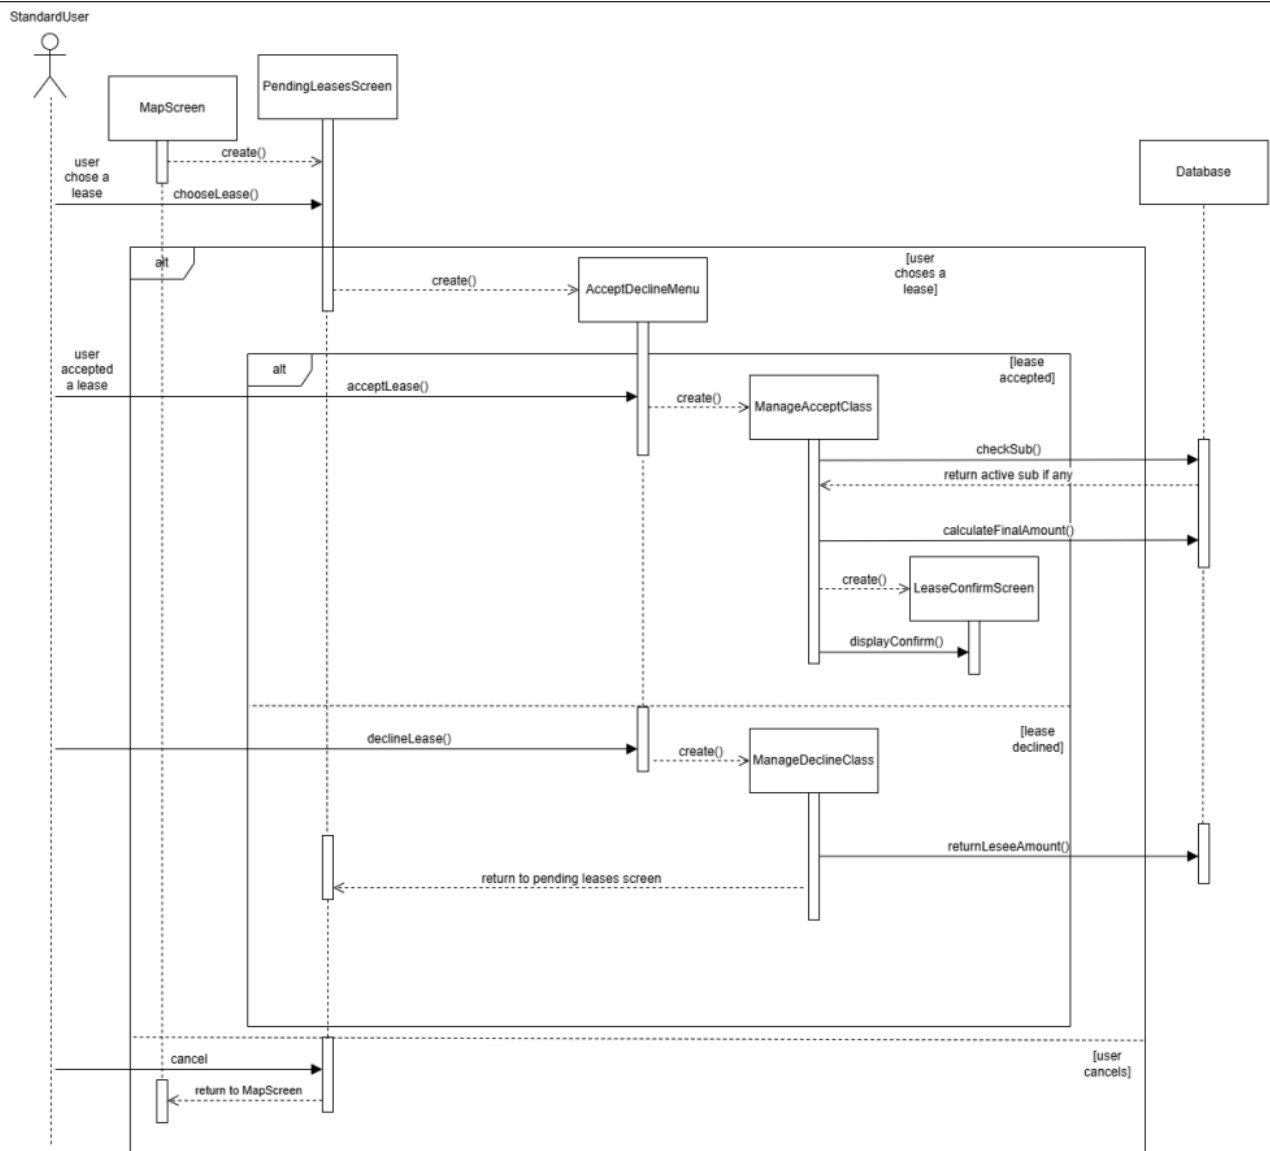 StandardUser
PendingLeasesScreen
MapScreen
create()
user
chose a
lease
chooseLease()
Database
alt
[user
choses a
lease]
create()
AcceptDeclineMenu
user
accepted
a lease
alt
[lease
accepted]
acceptLease()
create()
ManageAcceptClass
checkSub()
return active sub if any
calculateFinalAmount()
create()
LeaseConfirmScreen
displayConfirm()
[lease
declined]
declineLease()
create()
ManageDeclineClass
returnLeseeAmount()
return to pending leases screen
cancel
[user
cancels]
return to MapScreen